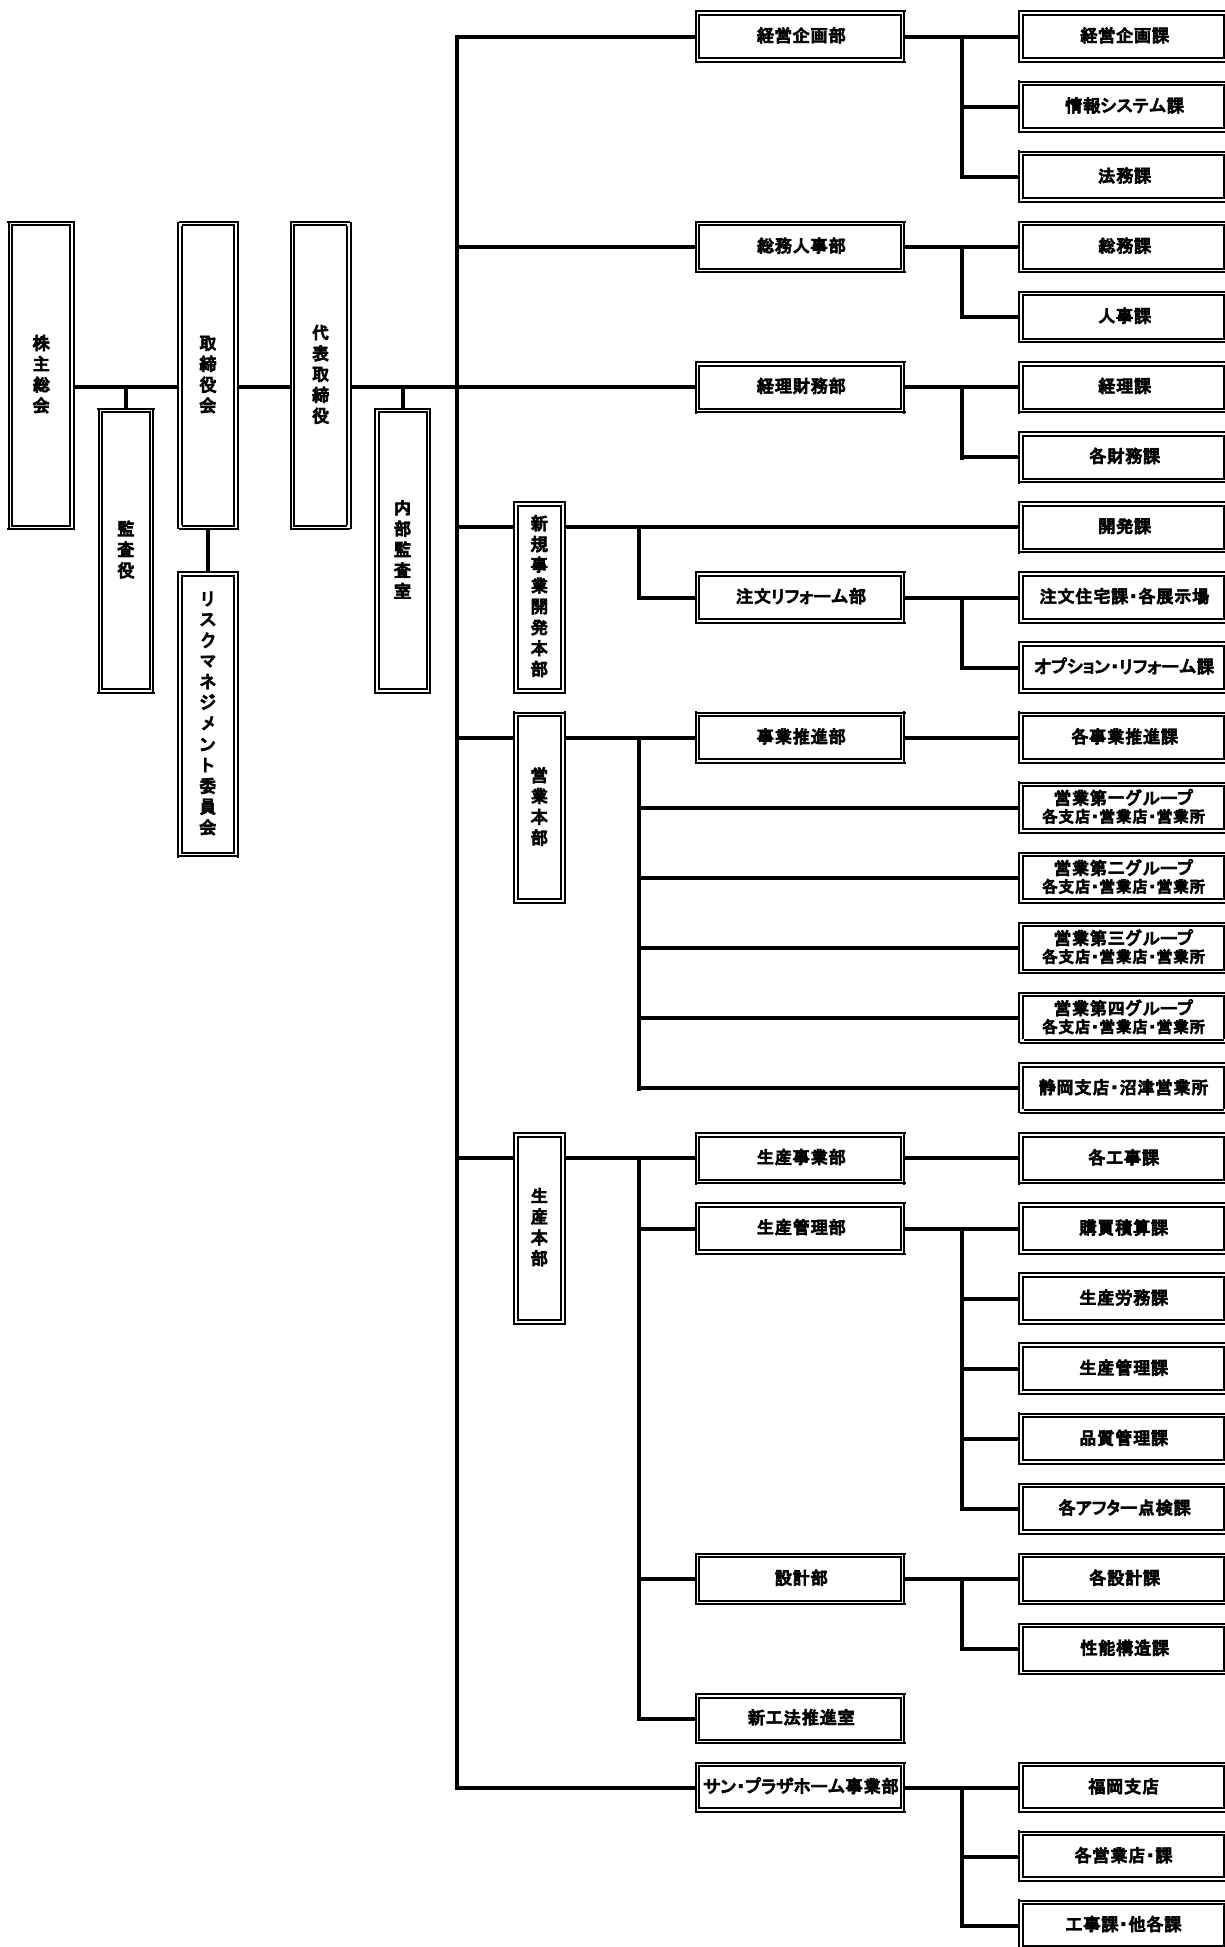 株主総会
監査役
取締役会
リスクマネジメント委員会
代表取締役
内部監査室
経営企画部
経営企画課
情報システム課
法務課
総務人事部
総務課
人事課
経理財務部
経理課
各財務課
新規事業開発本部
開発課
注文リフォーム部
注文住宅課・各展示場
オプション・リフォーム課
営業本部
事業推進部
各事業推進課
営業第一グループ
各支店・営業店・営業所
営業第二グループ
各支店・営業店・営業所
営業第三グループ
各支店・営業店・営業所
営業第四グループ
各支店・営業店・営業所
静岡支店・沼津営業所
生産本部
生産事業部
各工事課
生産管理部
購買積算課
生産労務課
生産管理課
品質管理課
各アフター点検課
設計部
各設計課
性能構造課
新工法推進室
サン・プラザホーム事業部
福岡支店
各営業店・課
工事課・他各課